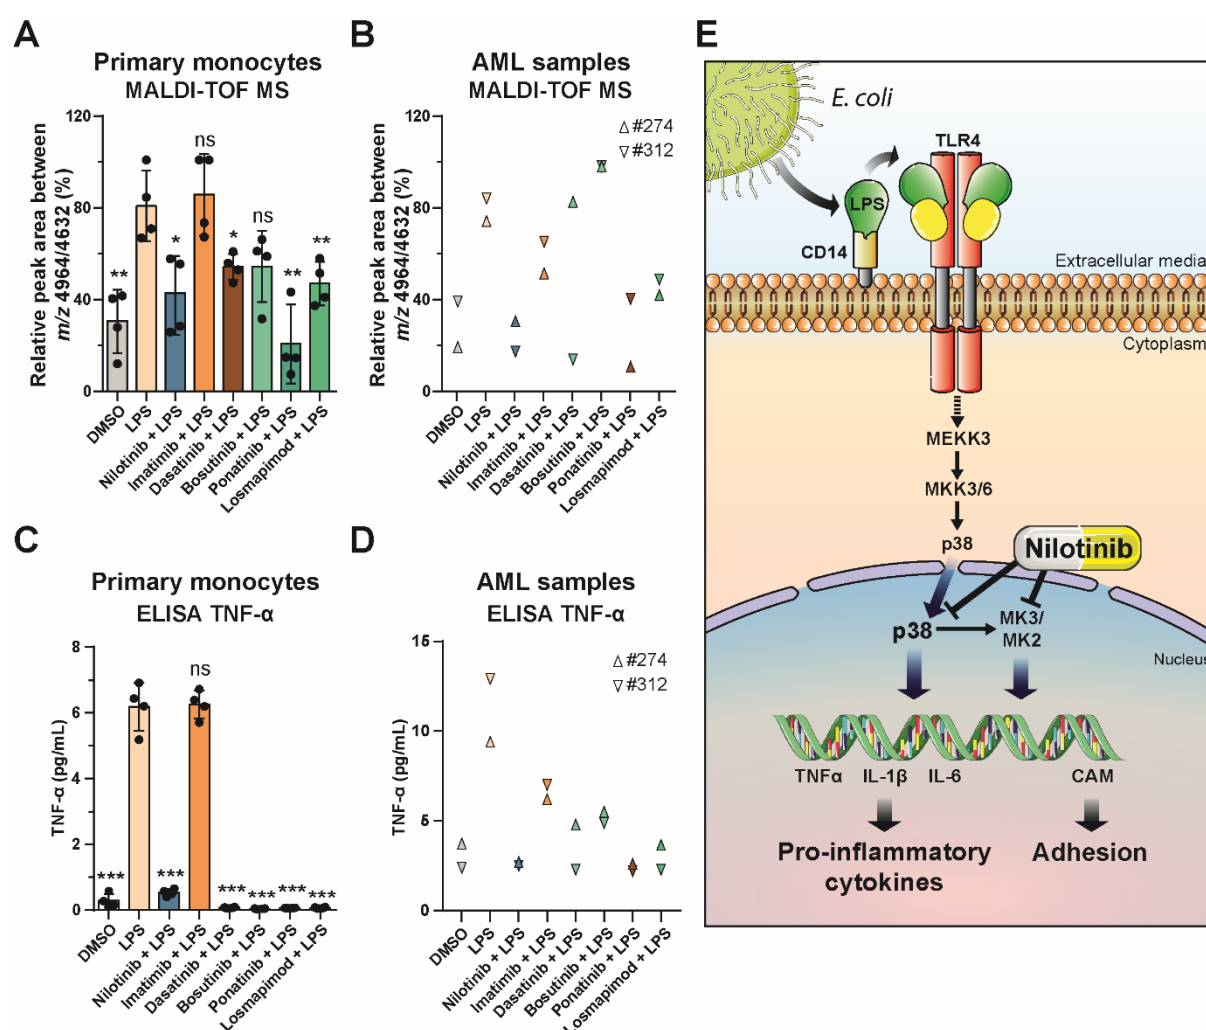 A
Primary monocytes
MALDI-TOF MS
Relative peak area between
m/z 4964/4632 (%)
120
80
40
0
**
*
ns
*
ns
**
**
DMSO
LPS
Nilotinib + LPS
Imatimib + LPS
Dasatinib + LPS
Bosutinib + LPS
Ponatinib + LPS
Losmapimod + LPS
B
AML samples
MALDI-TOF MS
Relative peak area between
m/z 4964/4632 (%)
120
80
40
0
△#274
▽#312
DMSO
LPS
Nilotinib + LPS
Imatimib + LPS
Dasatinib + LPS
Bosutinib + LPS
Ponatinib + LPS
Losmapimod + LPS
C
Primary monocytes
ELISA TNF-α
TNF-α (pg/mL)
8
6
4
2
0
***
***
ns
***
***
***
***
DMSO
LPS
Nilotinib + LPS
Imatimib + LPS
Dasatinib + LPS
Bosutinib + LPS
Ponatinib + LPS
Losmapimod + LPS
D
AML samples
ELISA TNF-α
TNF-α (pg/mL)
15
10
5
0
△#274
▽#312
DMSO
LPS
Nilotinib + LPS
Imatimib + LPS
Dasatinib + LPS
Bosutinib + LPS
Ponatinib + LPS
Losmapimod + LPS
E
E. coli
TLR4
LPS
CD14
Extracellular media
Cytoplasm
MEKK3
MKK3/6
p38
Nilotinib
p38
MK3/
MK2
Nucleus
TNFα IL-1β IL-6 CAM
Pro-inflammatory
cytokines
Adhesion